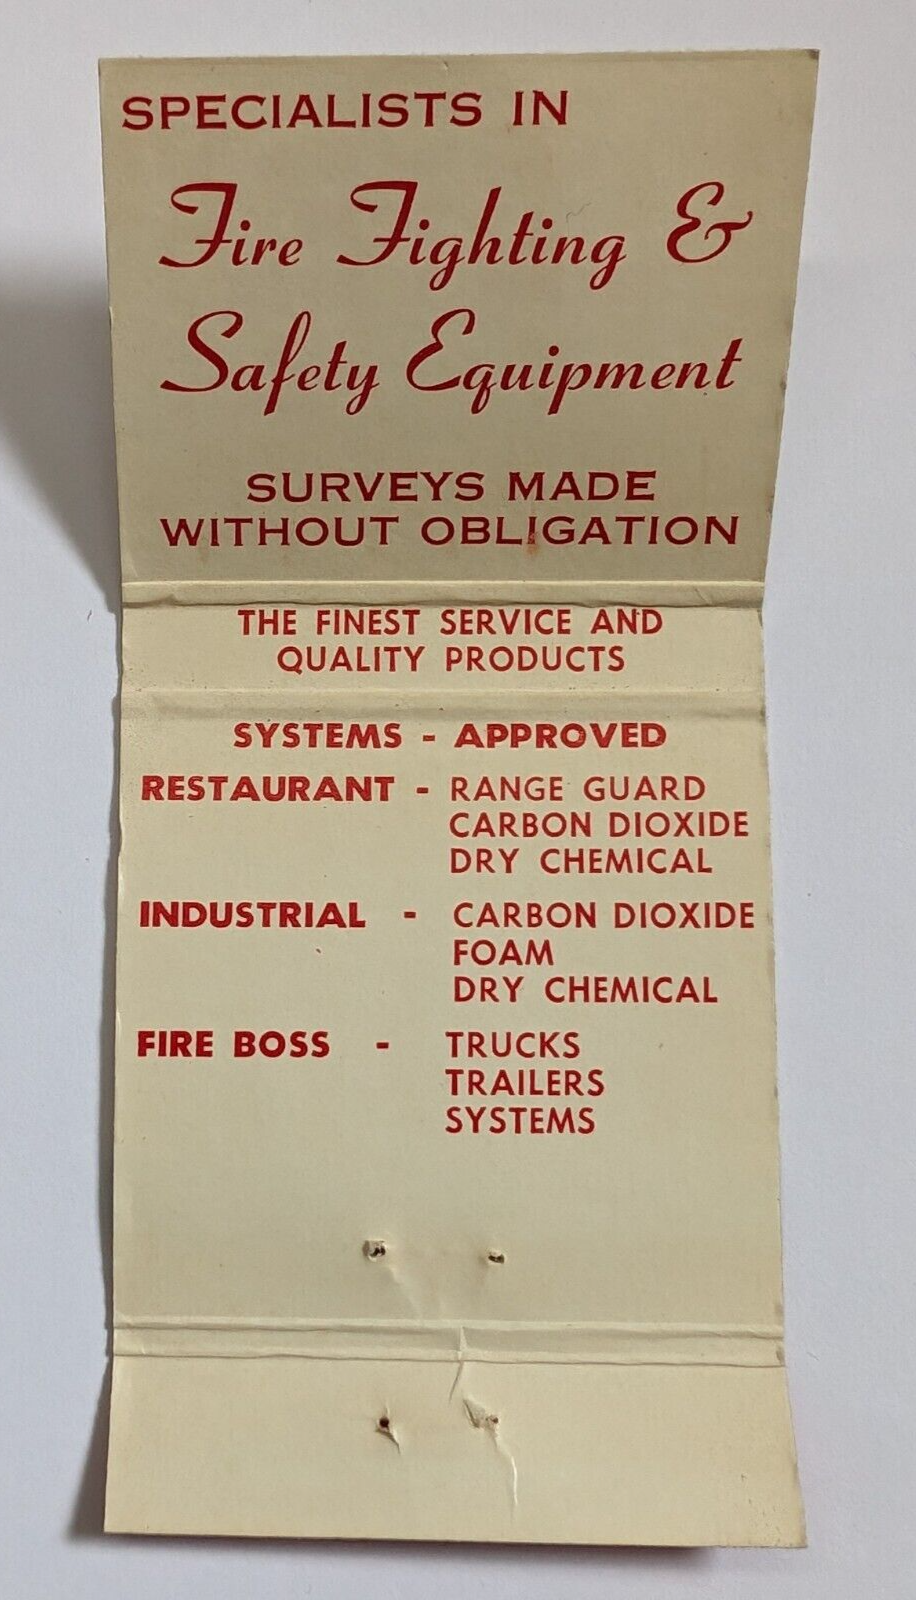 SPECIALISTS IN
Fire Fighting &
Safety Equipment
SURVEYS MADE
WITHOUT OBLIGATION
THE FINEST SERVICE AND
QUALITY PRODUCTS
SYSTEMS - APPROVED
RESTAURANT - RANGE GUARD
CARBON DIOXIDE
DRY CHEMICAL
INDUSTRIAL - CARBON DIOXIDE
FOAM
DRY CHEMICAL
FIRE BOSS - TRUCKS
TRAILERS
SYSTEMS